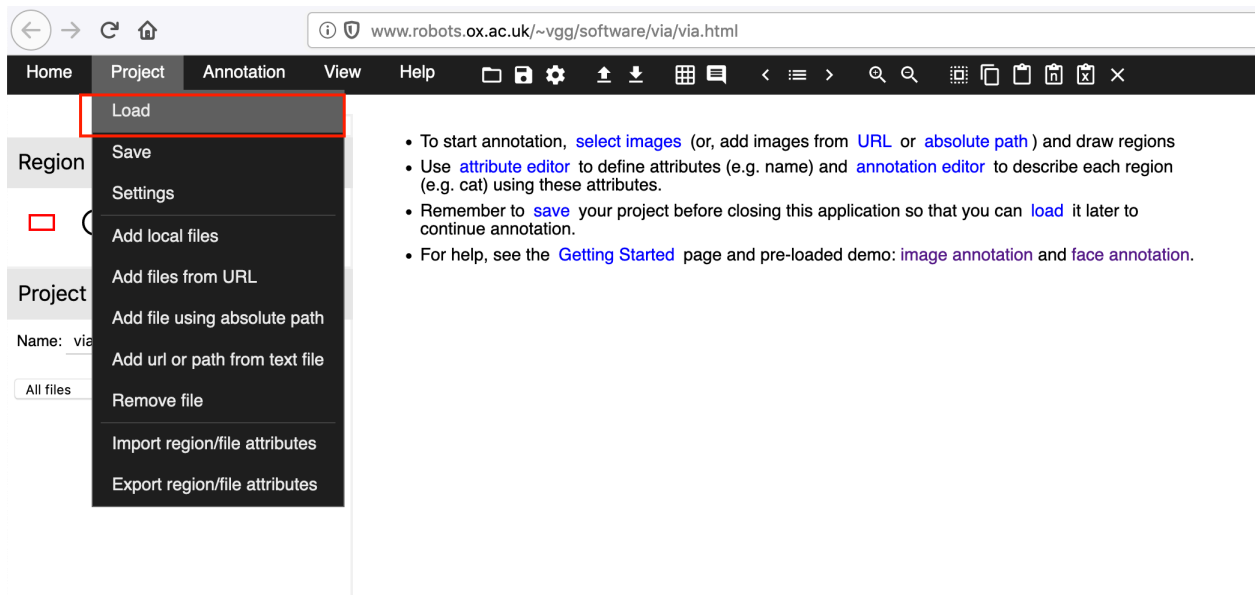 www.robots.ox.ac.uk/~vgg/software/via/via.html
Home Project Annotation View Help
Load
Save
Settings
Add local files
Add files from URL
Add file using absolute path
Add url or path from text file
Remove file
Import region/file attributes
Export region/file attributes
Region
Project
Name: via
All files
• To start annotation, select images (or, add images from URL or absolute path ) and draw regions
• Use attribute editor to define attributes (e.g. name) and annotation editor to describe each region
(e.g. cat) using these attributes.
• Remember to save your project before closing this application so that you can load it later to
continue annotation.
• For help, see the Getting Started page and pre-loaded demo: image annotation and face annotation.